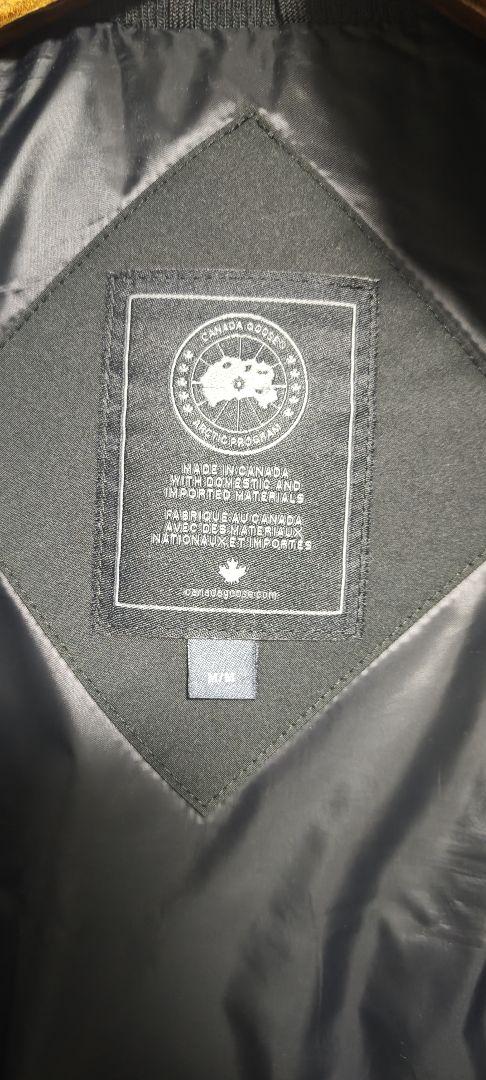 CANADA GOOSE®
ARCTIC PROGRAM
MADE IN CANADA
WITH DOMESTIC AND
IMPORTED MATERIALS
FABRIQUE AU CANADA
AVEC DES MATERIAUX
NATIONAUX ET IMPORTES
canadagoose.com
M/M